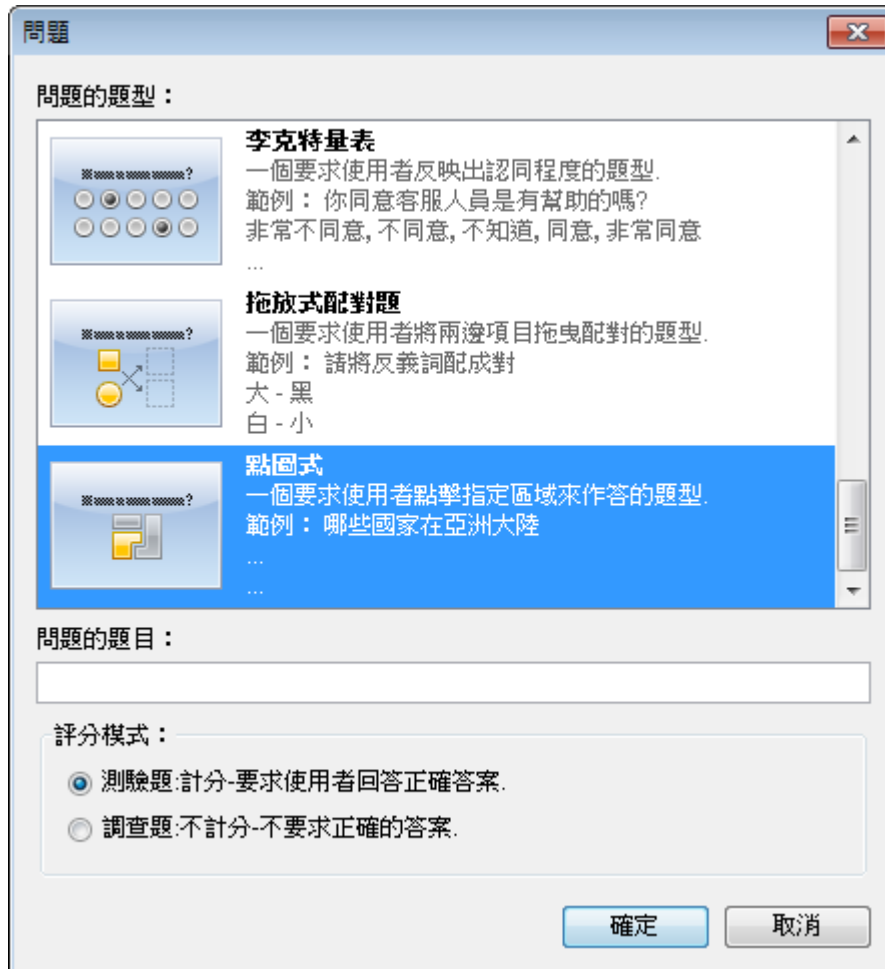 問題
問題的題型：
李克特量表
一個要求使用者反映出認同程度的題型.
範例： 你同意客服人員是有幫助的嗎?
非常不同意, 不同意, 不知道, 同意, 非常同意
...
拖放式配對題
一個要求使用者將兩邊項目拖曳配對的題型.
範例： 請將反義詞配成對
大 - 黑
白 - 小
點圖式
一個要求使用者點擊指定區域來作答的題型.
範例： 哪些國家在亞洲大陸
...
...
問題的題目：
評分模式：
測驗題:計分-要求使用者回答正確答案.
調查題:不計分-不要求正確的答案.
確定
取消